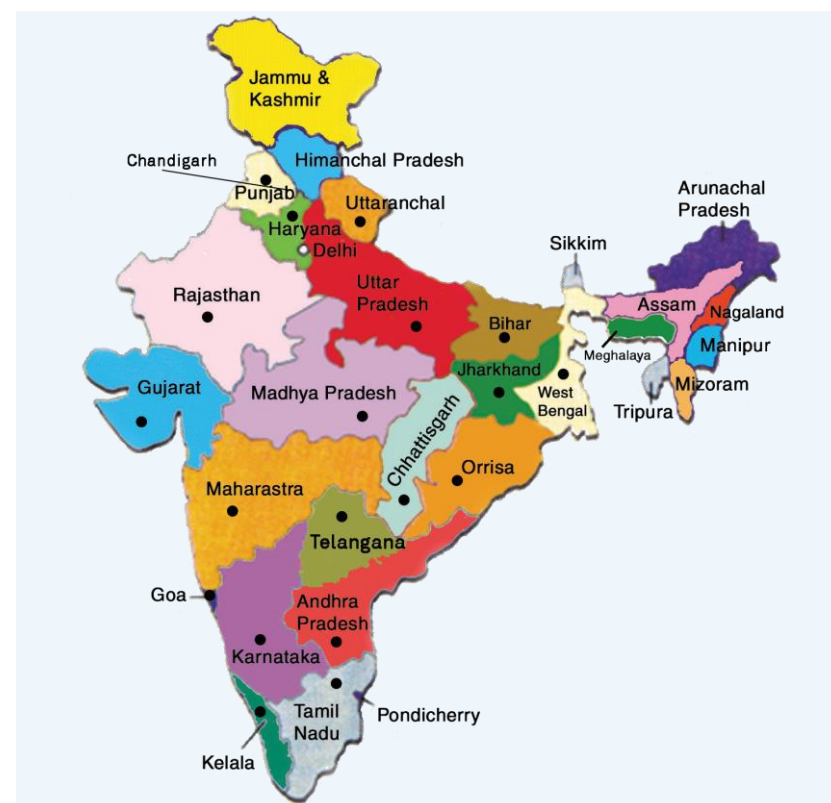 Jammu &
Kashmir
Chandigarh
Himanchal Pradesh
Punjab
Uttaranchal
Arunachal
Pradesh
Haryana
Delhi
Sikkim
Uttar
Pradesh
Rajasthan
Assam
Nagaland
Bihar
Meghalaya
Manipur
Jharkhand
Gujarat
Madhya Pradesh
West
Bengal
Mizoram
Tripura
Chhattisgarh
Orrisa
Maharastra
Telangana
Goa
Andhra
Pradesh
Karnataka
Tamil
Nadu
Pondicherry
Kelala